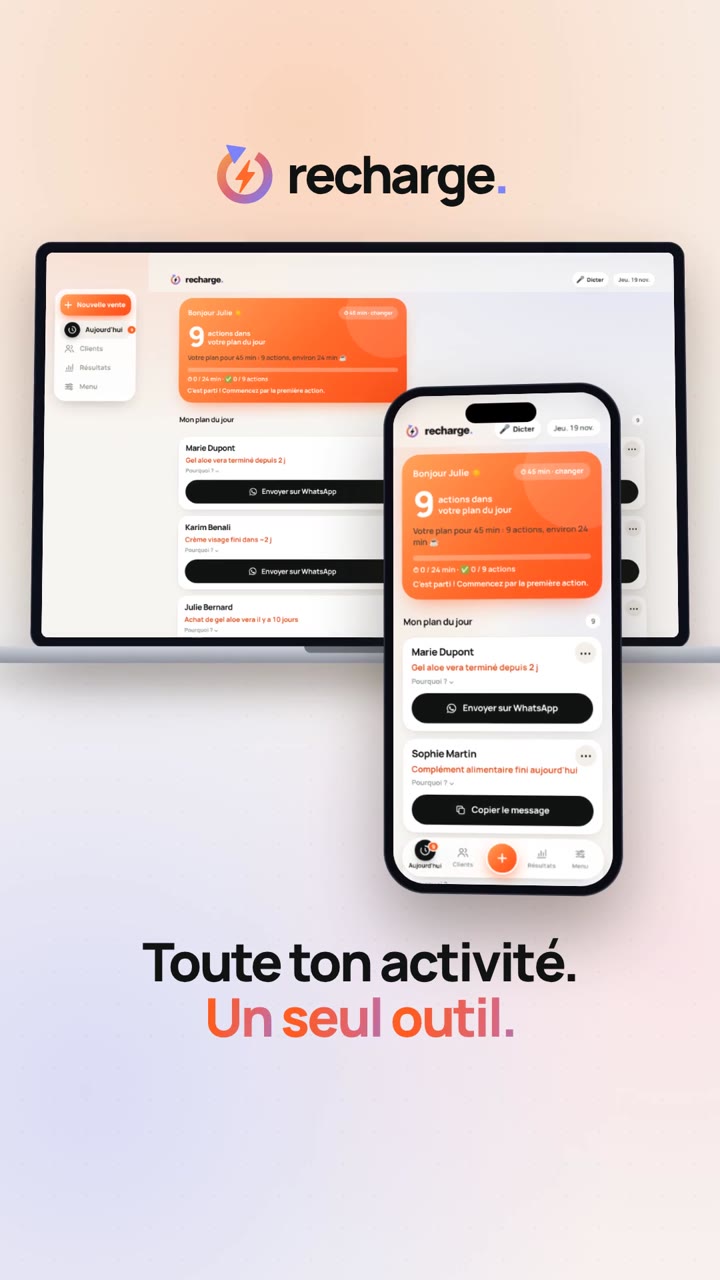 recharge.
recharge.
Dicter
Jeu. 19 nov.
+ Nouvelle vente
Aujourd'hui
Clients
Résultats
Menu
Bonjour Julie
45 min · changer
9 actions dans
votre plan du jour
Votre plan pour 45 min : 9 actions, environ 24 min
0 / 24 min · ✅ 0 / 9 actions
C'est parti ! Commencez par la première action.
Mon plan du jour
9
Marie Dupont
Gel aloe vera terminé depuis 2 j
Pourquoi ?
Envoyer sur WhatsApp
Karim Benali
Crème visage fini dans ~2 j
Pourquoi ?
Envoyer sur WhatsApp
Julie Bernard
Achat de gel aloe vera il y a 10 jours
Pourquoi ?
recharge.
Dicter
Jeu. 19 nov.
Bonjour Julie
45 min · changer
9 actions dans
votre plan du jour
Votre plan pour 45 min : 9 actions, environ 24
min
0 / 24 min · ✅ 0 / 9 actions
C'est parti ! Commencez par la première action.
Mon plan du jour
9
Marie Dupont
Gel aloe vera terminé depuis 2 j
Pourquoi ?
Envoyer sur WhatsApp
Sophie Martin
Complément alimentaire fini aujourd'hui
Pourquoi ?
Copier le message
Aujourd'hui
Clients
+
Résultats
Menu
Toute ton activité.
Un seul outil.